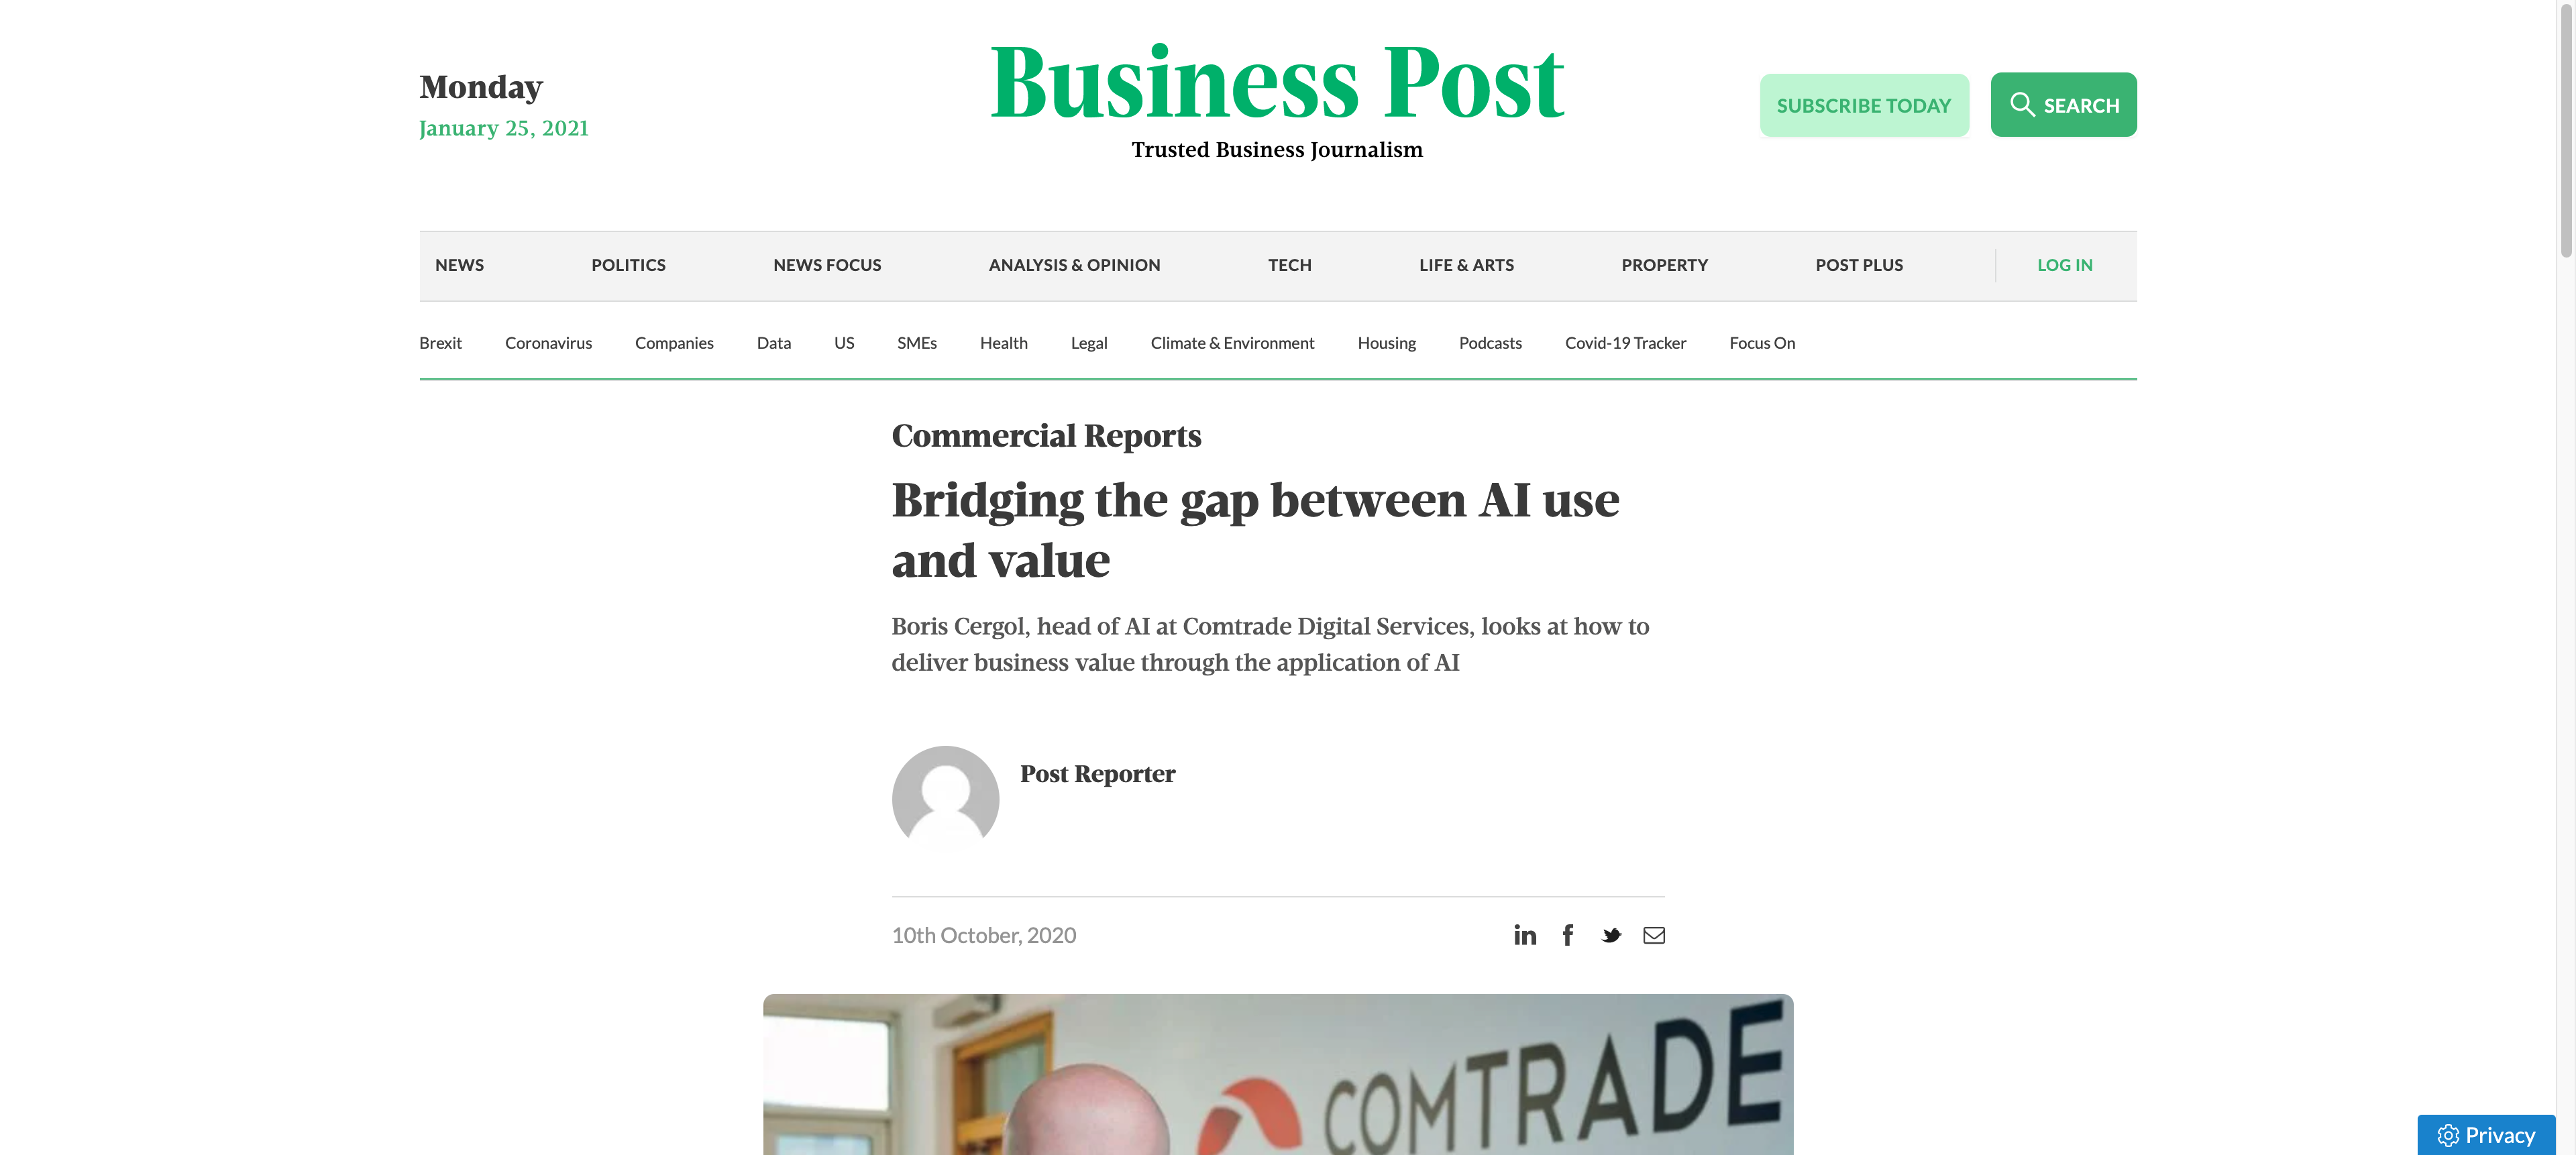 Monday
January 25, 2021
Business Post
Trusted Business Journalism
SUBSCRIBE TODAY
SEARCH
NEWS POLITICS NEWS FOCUS ANALYSIS & OPINION TECH LIFE & ARTS PROPERTY POST PLUS LOG IN
Brexit Coronavirus Companies Data US SMEs Health Legal Climate & Environment Housing Podcasts Covid-19 Tracker Focus On
Commercial Reports
Bridging the gap between AI use
and value
Boris Cergol, head of AI at Comtrade Digital Services, looks at how to
deliver business value through the application of AI
Post Reporter
10th October, 2020
in f
COMTRADE
Privacy